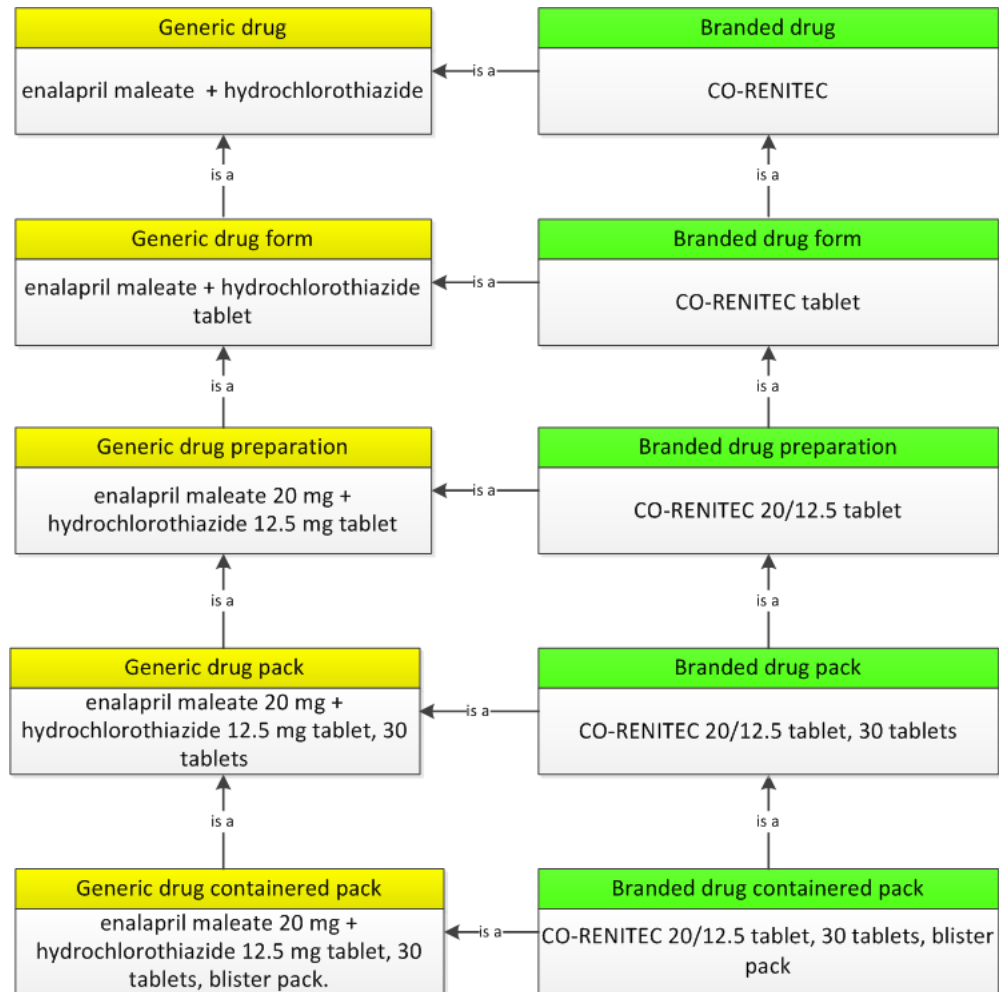 Generic drug
Branded drug
enalapril maleate + hydrochlorothiazide
is a
CO-RENITEC
is a
is a
Generic drug form
Branded drug form
enalapril maleate + hydrochlorothiazide
tablet
is a
CO-RENITEC tablet
is a
is a
Generic drug preparation
Branded drug preparation
enalapril maleate 20 mg +
hydrochlorothiazide 12.5 mg tablet
is a
CO-RENITEC 20/12.5 tablet
is a
is a
Generic drug pack
Branded drug pack
enalapril maleate 20 mg +
hydrochlorothiazide 12.5 mg tablet, 30
tablets
is a
CO-RENITEC 20/12.5 tablet, 30 tablets
is a
is a
Generic drug containered pack
Branded drug containered pack
enalapril maleate 20 mg +
hydrochlorothiazide 12.5 mg tablet, 30
tablets, blister pack.
is a
CO-RENITEC 20/12.5 tablet, 30 tablets, blister
pack